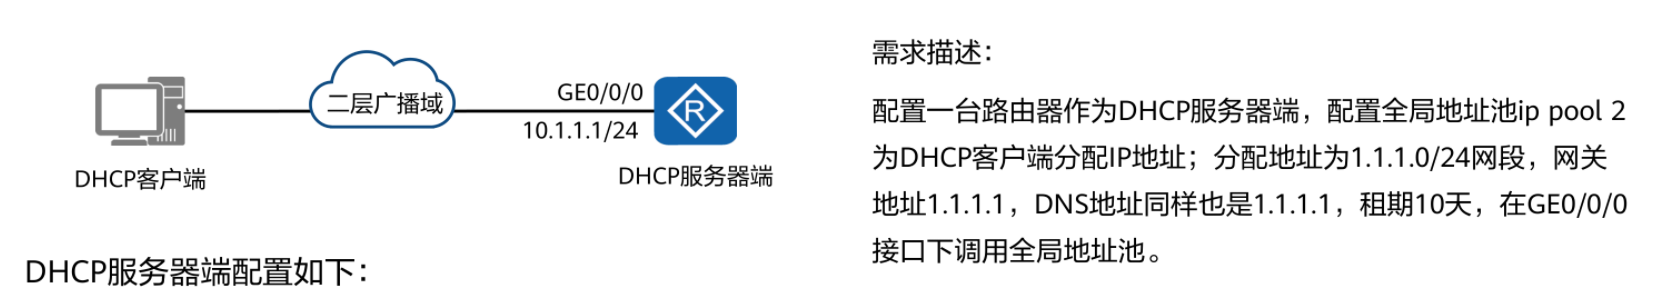 二层广播域
GE0/0/0
10.1.1.1/24
R
DHCP客户端
DHCP服务器端
需求描述：
配置一台路由器作为DHCP服务器端，配置全局地址池ip pool 2
为DHCP客户端分配IP地址；分配地址为1.1.1.0/24网段，网关
地址1.1.1.1，DNS地址同样也是1.1.1.1，租期10天，在GE0/0/0
接口下调用全局地址池。
DHCP服务器端配置如下：